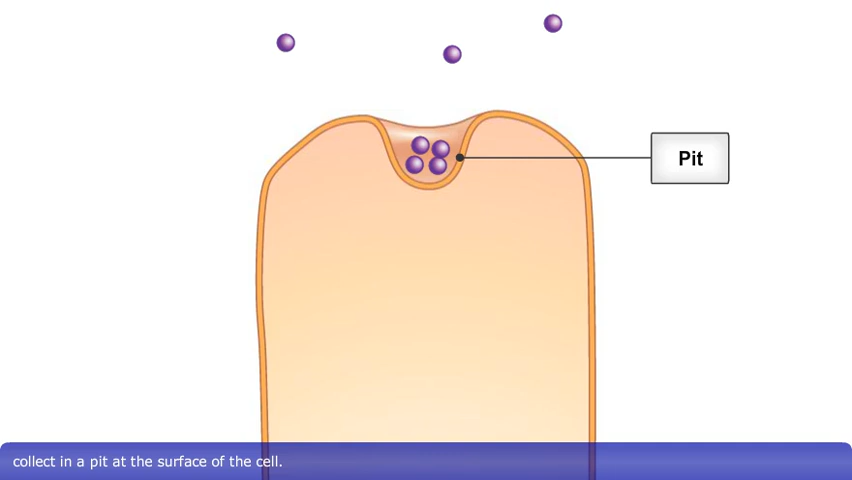 Pit
collect in a pit at the surface of the cell.